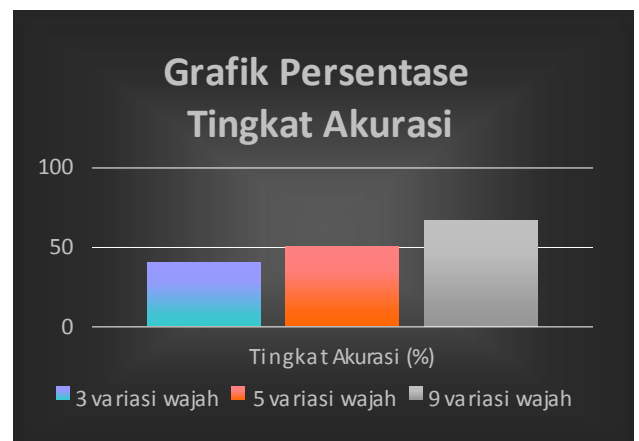 Grafik Persentase
Tingkat Akurasi
100
50
0
Tingkat Akurasi (%)
3 variasi wajah 5 variasi wajah 9 variasi wajah